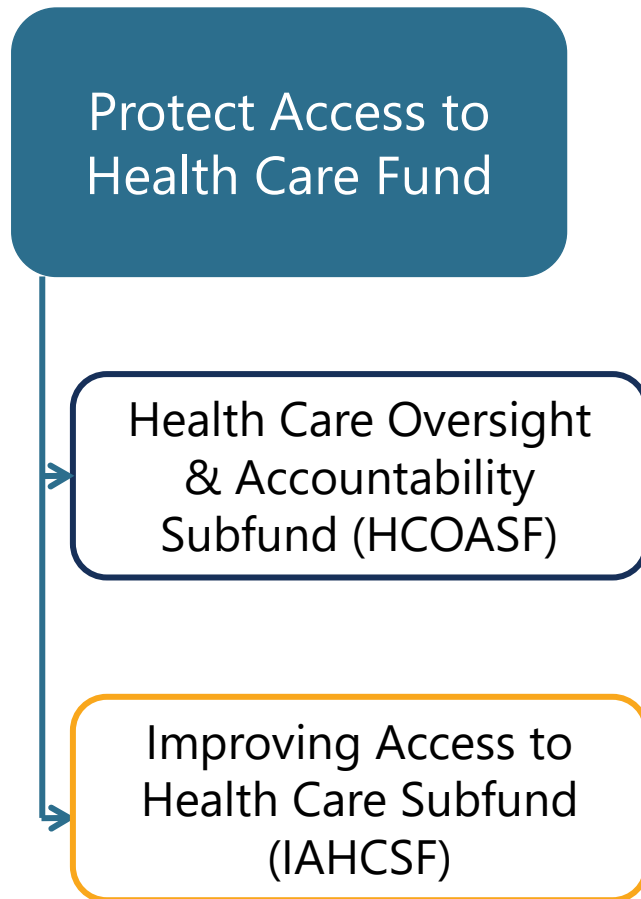 Protect Access to
Health Care Fund
Health Care Oversight
& Accountability
Subfund (HCOASF)
Improving Access to
Health Care Subfund
(IAHCSF)